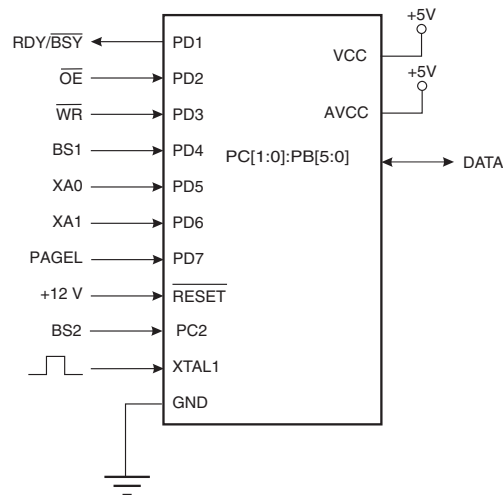 RDY/BSY PD1
OE PD2
WR PD3
BS1 PD4
XA0 PD5
XA1 PD6
PAGEL PD7
+12 V RESET
BS2 PC2
XTAL1
GND
+5V
VCC
+5V
AVCC
PC[1:0]:PB[5:0]
DATA